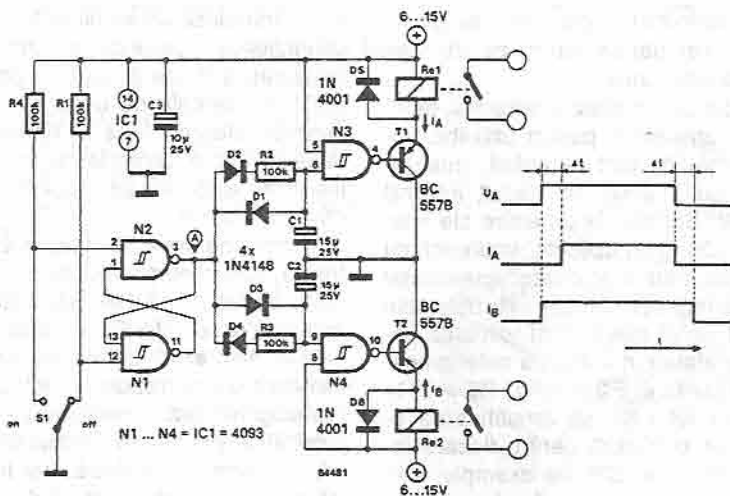 6...15V
R4
100k
R1
100k
14
IC1
7
C3
10µ
25V
1N
4001
D5
Re1
IA
N3
5
6
4
T1
BC
557B
D2
R2
100k
D1
C1
15µ
25V
N2
2
1
3
A
4x
1N4148
C2
15µ
25V
D3
D4
R3
100k
13
12
11
N1
9
8
10
N4
BC
557B
T2
IB
1N
4001
D8
Re2
on
S1
off
N1 ... N4 = IC1 = 4093
84481
6...15V
Δt
Δt
UA
IA
IB
t